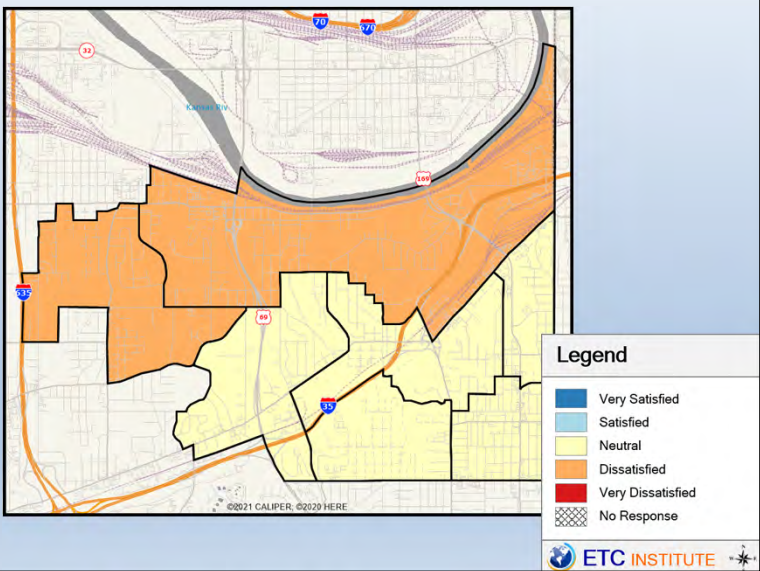 70
670
32
Kansas Riv
169
635
69
35
©2021 CALIPER; ©2020 HERE
Legend
Very Satisfied
Satisfied
Neutral
Dissatisfied
Very Dissatisfied
No Response
ETC INSTITUTE
N
W E
S